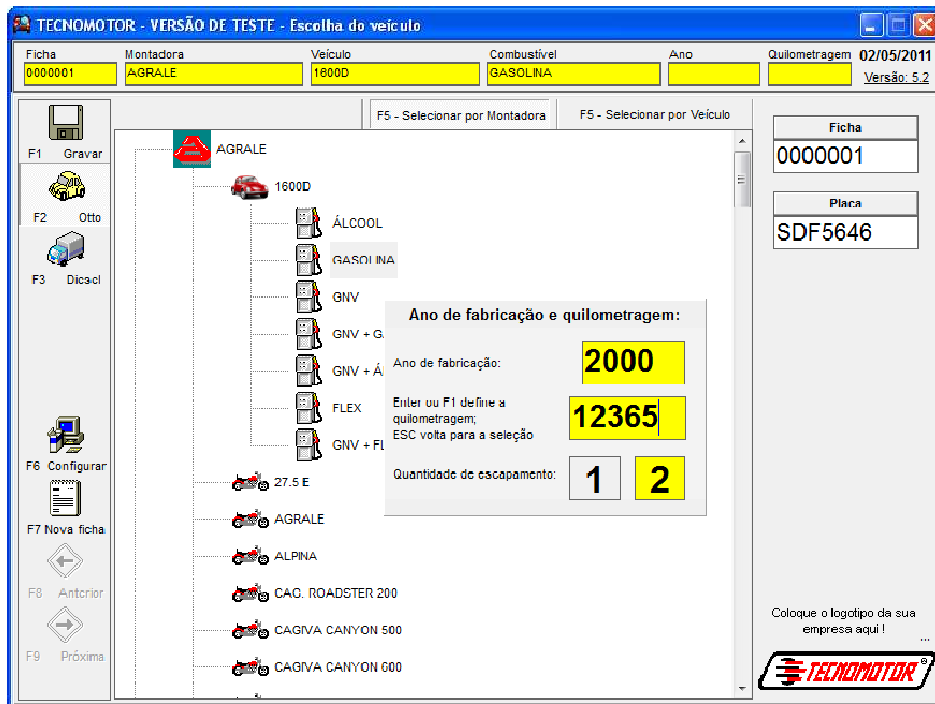 TECNOMOTOR - VERSÃO DE TESTE - Escolha do veículo
Ficha Montadora Veículo Combustível Ano Quilometragem 02/05/2011
0000001 AGRALE 1600D GASOLINA Versão: 5.2
F5 - Selecionar por Montadora F5 - Selecionar por Veículo
F1 Gravar
F2 Otto
F3 Diesel
F6 Configurar
F7 Nova ficha
F8 Anterior
F9 Próxima
AGRALE
1600D
ÁLCOOL
GASOLINA
GNV
GNV + GA
GNV + Á
FLEX
GNV + FL
27.5 E
AGRALE
ALPINA
CAG. ROADSTER 200
CAGIVA CANYON 500
CAGIVA CANYON 600
Ano de fabricação e quilometragem:
Ano de fabricação: 2000
Enter ou F1 define a
quilometragem;
ESC volta para a seleção
12365
Quantidade de escapamento: 1 2
Ficha
0000001
Placa
SDF5646
Coloque o logotipo da sua
empresa aqui !
...
TECNOMOTOR®